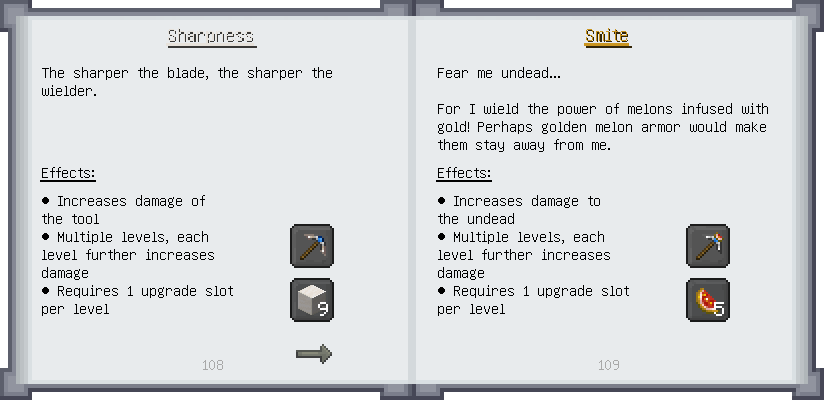 Sharpness
The sharper the blade, the sharper the
wielder.
Effects:
● Increases damage of
the tool
● Multiple levels, each
level further increases
damage
● Requires 1 upgrade slot
per level
9
108
Smite
Fear me undead...
For I wield the power of melons infused with
gold! Perhaps golden melon armor would make
them stay away from me.
Effects:
● Increases damage to
the undead
● Multiple levels, each
level further increases
damage
● Requires 1 upgrade slot
per level
5
109